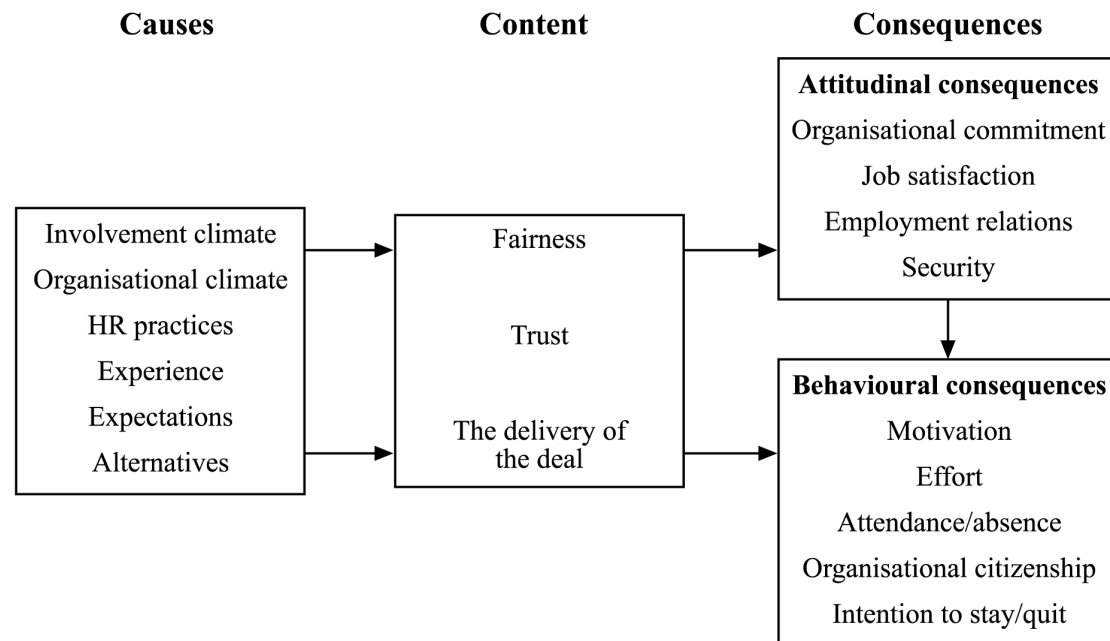 Causes
Content
Consequences
Involvement climate
Organisational climate
HR practices
Experience
Expectations
Alternatives
Fairness
Trust
The delivery of
the deal
Attitudinal consequences
Organisational commitment
Job satisfaction
Employment relations
Security
Behavioural consequences
Motivation
Effort
Attendance/absence
Organisational citizenship
Intention to stay/quit